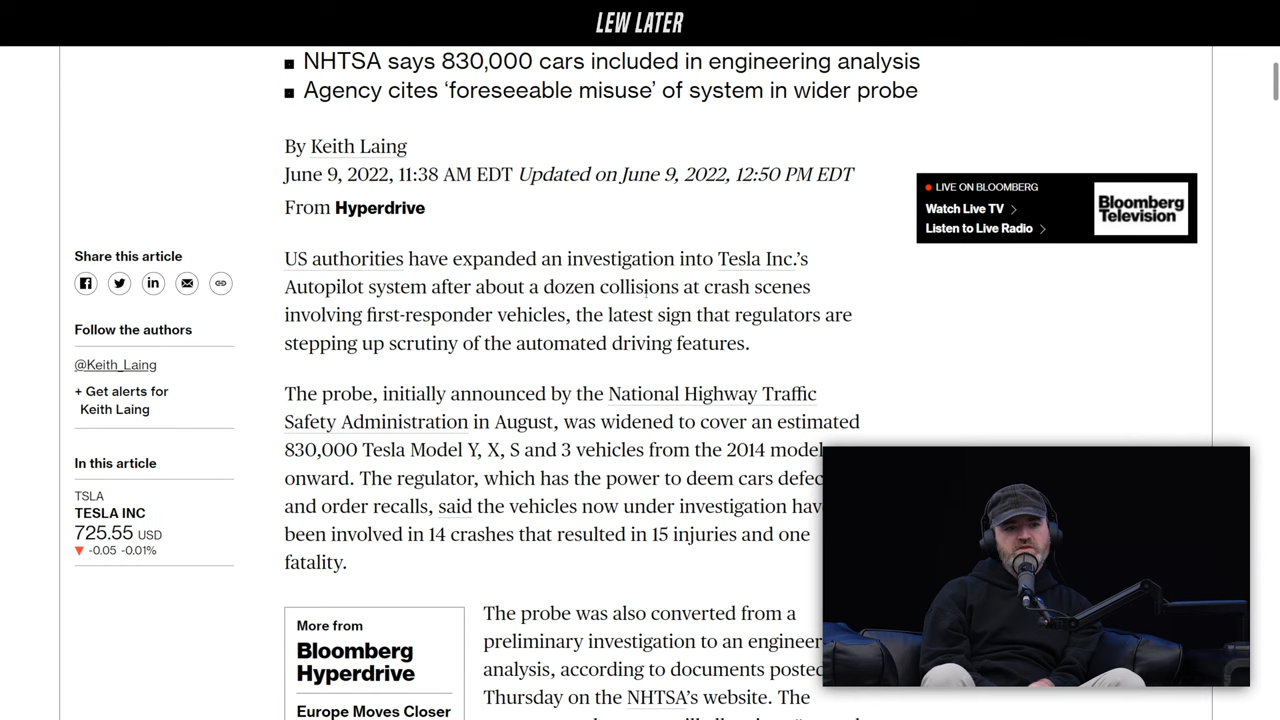 LEW LATER
NHTSA says 830,000 cars included in engineering analysis
Agency cites ‘foreseeable misuse’ of system in wider probe
By Keith Laing
June 9, 2022, 11:38 AM EDT Updated on June 9, 2022, 12:50 PM EDT
From Hyperdrive
LIVE ON BLOOMBERG
Watch Live TV
Listen to Live Radio
Bloomberg
Television
Share this article
Follow the authors
@Keith_Laing
+ Get alerts for
Keith Laing
In this article
TSLA
TESLA INC
725.55 USD
-0.05 -0.01%
US authorities have expanded an investigation into Tesla Inc.’s
Autopilot system after about a dozen collisions at crash scenes
involving first-responder vehicles, the latest sign that regulators are
stepping up scrutiny of the automated driving features.
The probe, initially announced by the National Highway Traffic
Safety Administration in August, was widened to cover an estimated
830,000 Tesla Model Y, X, S and 3 vehicles from the 2014 model
onward. The regulator, which has the power to deem cars
and order recalls, said the vehicles now under investigation
been involved in 14 crashes that resulted in 15 injuries and one
fatality.
More from
Bloomberg
Hyperdrive
Europe Moves Closer
The probe was also converted from a
preliminary investigation to an
analysis, according to documents posted
Thursday on the NHTSA’s website. The